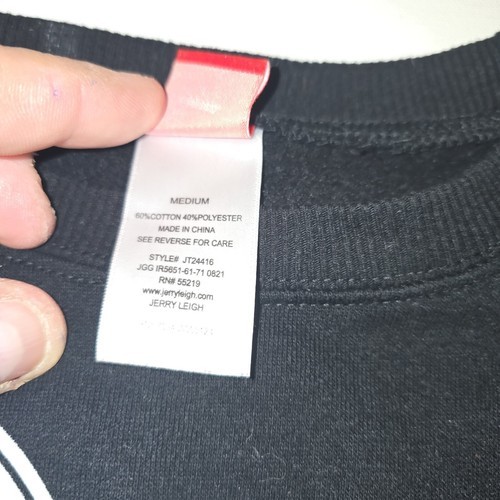 MEDIUM
60%COTTON 40%POLYESTER
MADE IN CHINA
SEE REVERSE FOR CARE
STYLE# JT24416
JGG IR5651-61-71 0821
RN# 55219
www.jerryleigh.com
JERRY LEIGH